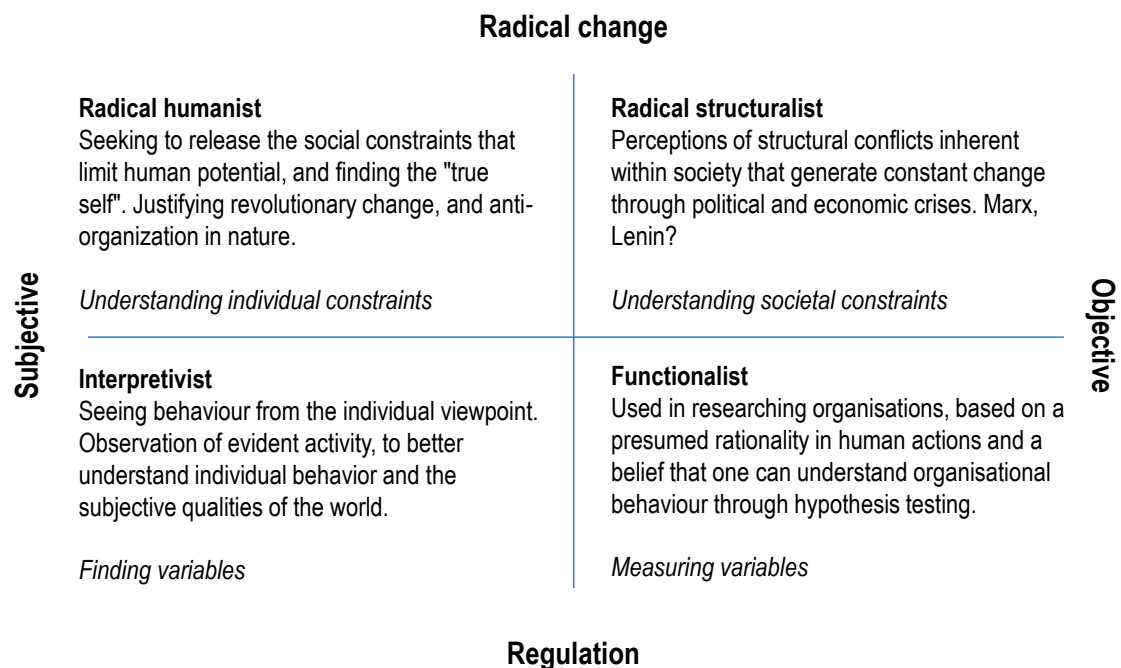 Radical change
Radical humanist
Seeking to release the social constraints that
limit human potential, and finding the "true
self". Justifying revolutionary change, and anti-
organization in nature.
Understanding individual constraints
Radical structuralist
Perceptions of structural conflicts inherent
within society that generate constant change
through political and economic crises. Marx,
Lenin?
Understanding societal constraints
Subjective
Objective
Interpretivist
Seeing behaviour from the individual viewpoint.
Observation of evident activity, to better
understand individual behavior and the
subjective qualities of the world.
Finding variables
Functionalist
Used in researching organisations, based on a
presumed rationality in human actions and a
belief that one can understand organisational
behaviour through hypothesis testing.
Measuring variables
Regulation